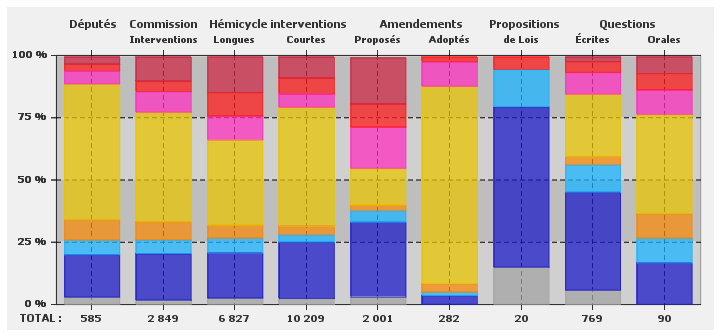 Députés Commission Hémicycle interventions Amendements Propositions Questions
Interventions Longues Courtes Proposés Adoptés de Lois Écrites Orales
100 %
75 %
50 %
25 %
0 %
TOTAL : 585 2 849 6 827 10 209 2 001 282 20 769 90